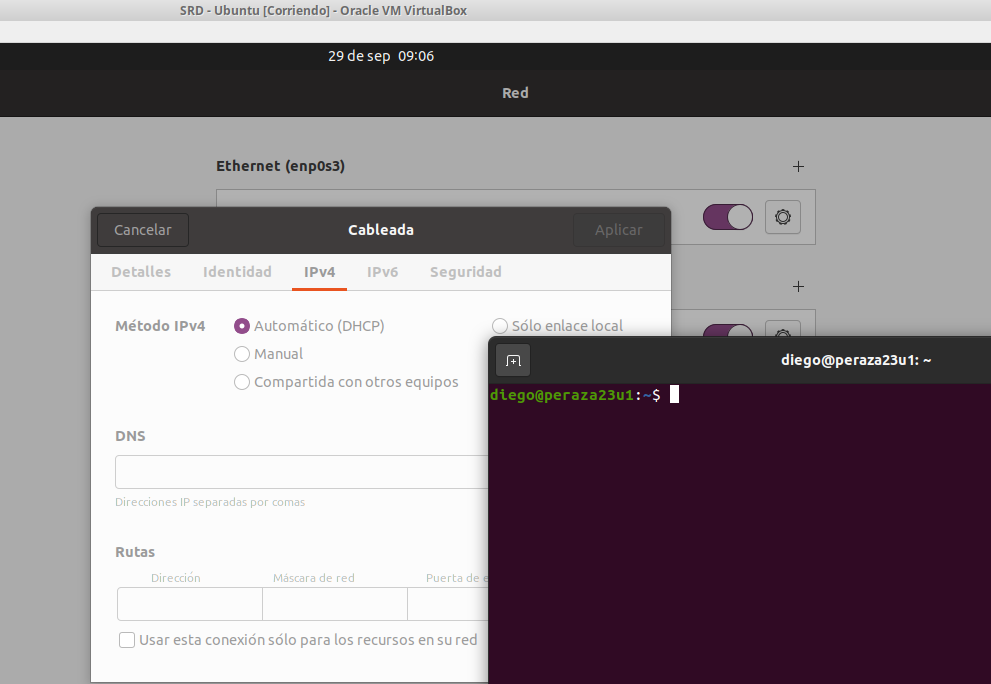 SRD - Ubuntu [Corriendo] - Oracle VM VirtualBox
29 de sep 09:06
Red
Ethernet (enp0s3)
Cancelar
Cableada
Aplicar
Detalles
Identidad
IPv4
IPv6
Seguridad
Método IPv4
Automático (DHCP)
Sólo enlace local
Manual
Compartida con otros equipos
DNS
Direcciones IP separadas por comas
Rutas
Dirección
Máscara de red
Puerta de e
Usar esta conexión sólo para los recursos en su red
diego@peraza23u1: ~
diego@peraza23u1:~$